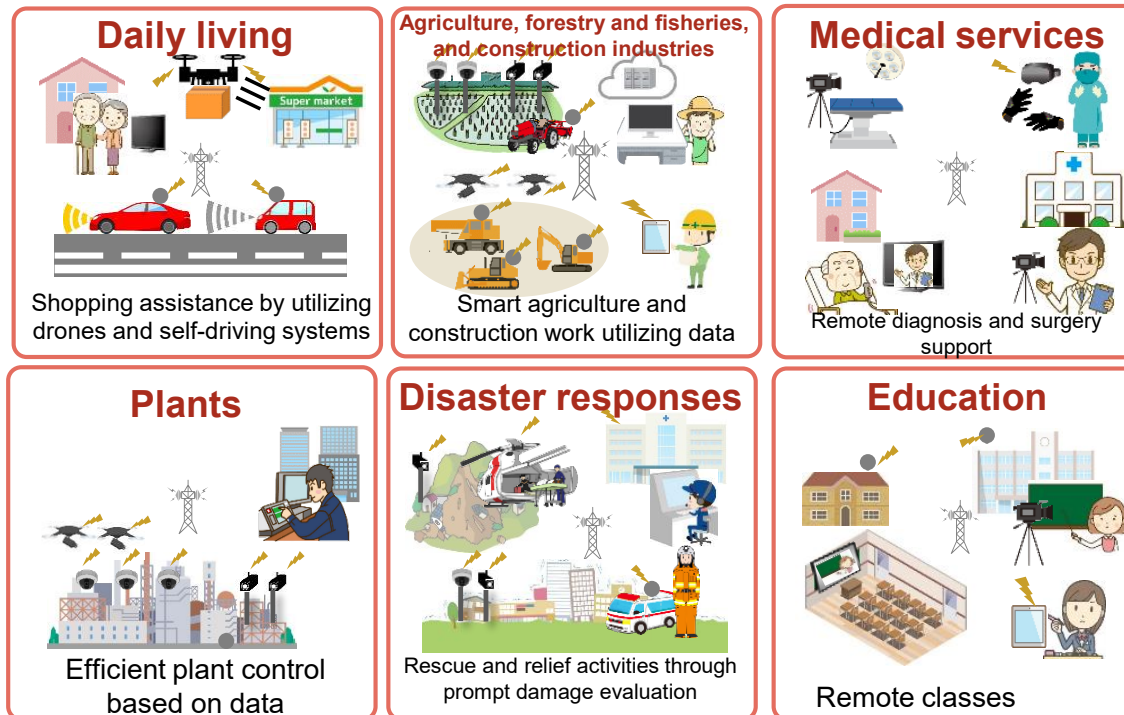 Daily living
Super market
Shopping assistance by utilizing
drones and self-driving systems
Agriculture, forestry and fisheries,
and construction industries
Smart agriculture and
construction work utilizing data
Medical services
Remote diagnosis and surgery
support
Plants
Efficient plant control
based on data
Disaster responses
Rescue and relief activities through
prompt damage evaluation
Education
Remote classes